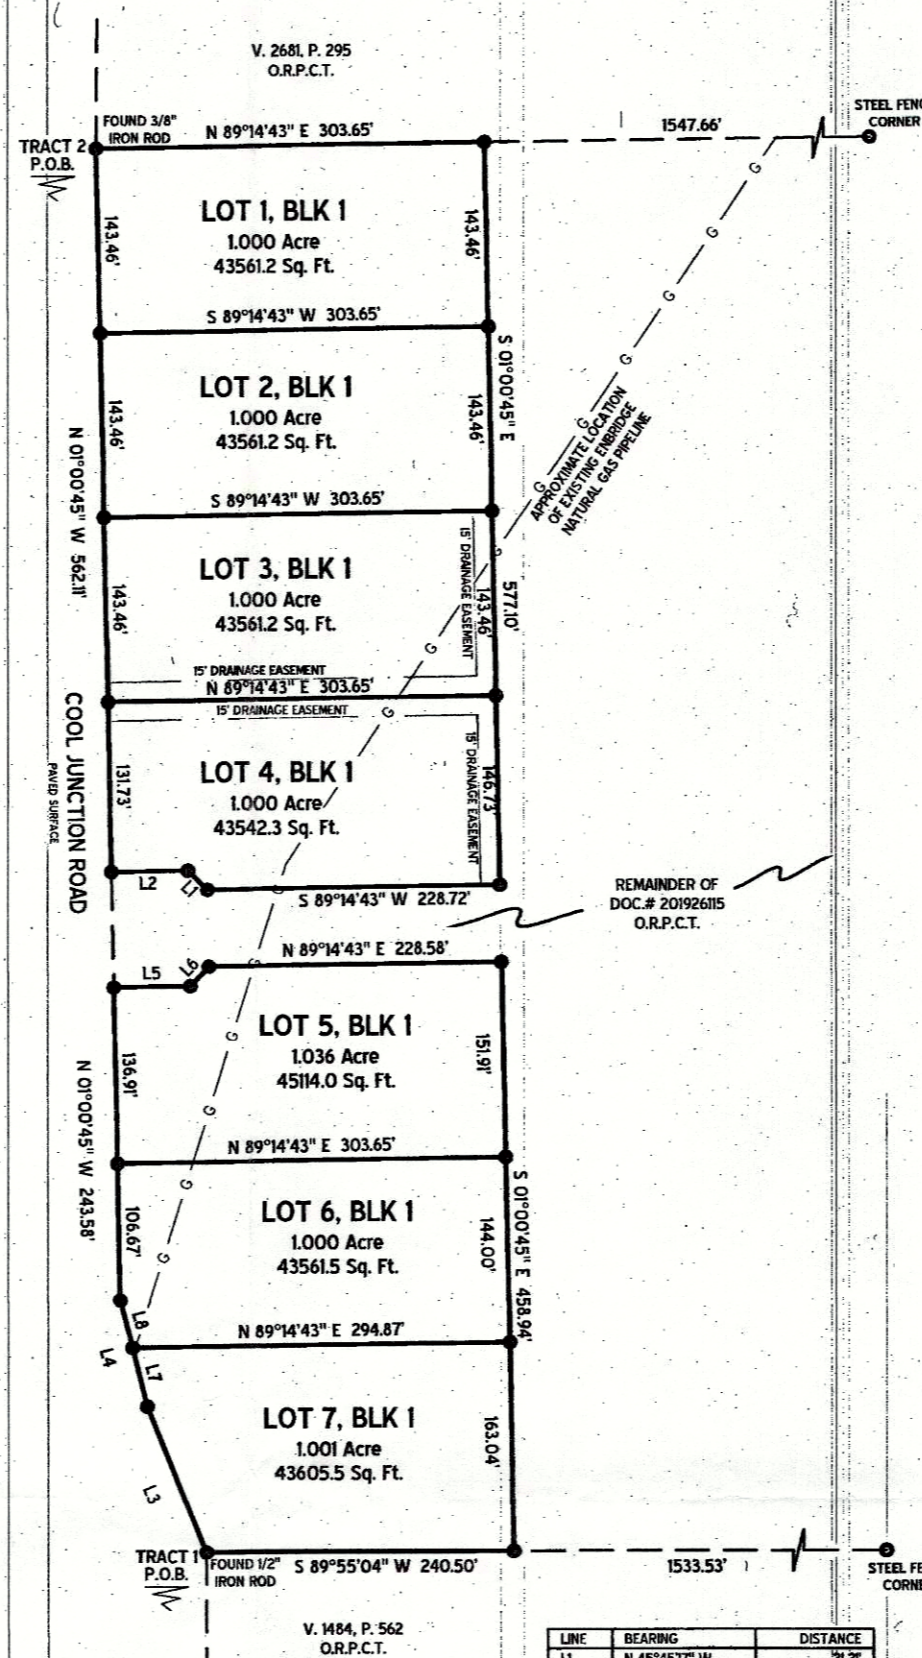 V. 2681, P. 295
O.R.P.C.T.
STEEL FENC
CORNER
FOUND 3/8"
IRON ROD
N 89°14'43" E 303.65'
1547.66'
TRACT 2
P.O.B.
LOT 1, BLK 1
1.000 Acre
43561.2 Sq. Ft.
143.46'
143.46'
G
G
G
G
S 89°14'43" W 303.65'
S 01°00'45" E
577.10'
LOT 2, BLK 1
1.000 Acre
43561.2 Sq. Ft.
143.46'
143.46'
G
G
APPROXIMATE LOCATION
OF EXISTING ENBRIDGE
NATURAL GAS PIPELINE
N 01°00'45" W 562.11'
S 89°14'43" W 303.65'
LOT 3, BLK 1
1.000 Acre
43561.2 Sq. Ft.
143.46'
15' DRAINAGE EASEMENT
143.46'
G
G
15' DRAINAGE EASEMENT
N 89°14'43" E 303.65'
15' DRAINAGE EASEMENT
G
COOL JUNCTION ROAD
PAVED SURFACE
LOT 4, BLK 1
1.000 Acre
43542.3 Sq. Ft.
131.73'
15' DRAINAGE EASEMENT
146.73'
L2
L1
G
S 89°14'43" W 228.72'
REMAINDER OF
DOC.# 201926115
O.R.P.C.T.
N 89°14'43" E 228.58'
L5
L6
G
LOT 5, BLK 1
1.036 Acre
45114.0 Sq. Ft.
136.91'
151.91'
G
G
N 01°00'45" W 243.58'
N 89°14'43" E 303.65'
G
S 01°00'45" E 458.94'
LOT 6, BLK 1
1.000 Acre
43561.5 Sq. Ft.
106.67'
144.00'
G
L8
N 89°14'43" E 294.87'
L4
L7
LOT 7, BLK 1
1.001 Acre
43605.5 Sq. Ft.
163.04'
L3
TRACT 1
P.O.B.
FOUND 1/2"
IRON ROD
S 89°55'04" W 240.50'
1533.53'
STEEL FE
CORNE
V. 1484, P. 562
O.R.P.C.T.
LINE BEARING DISTANCE